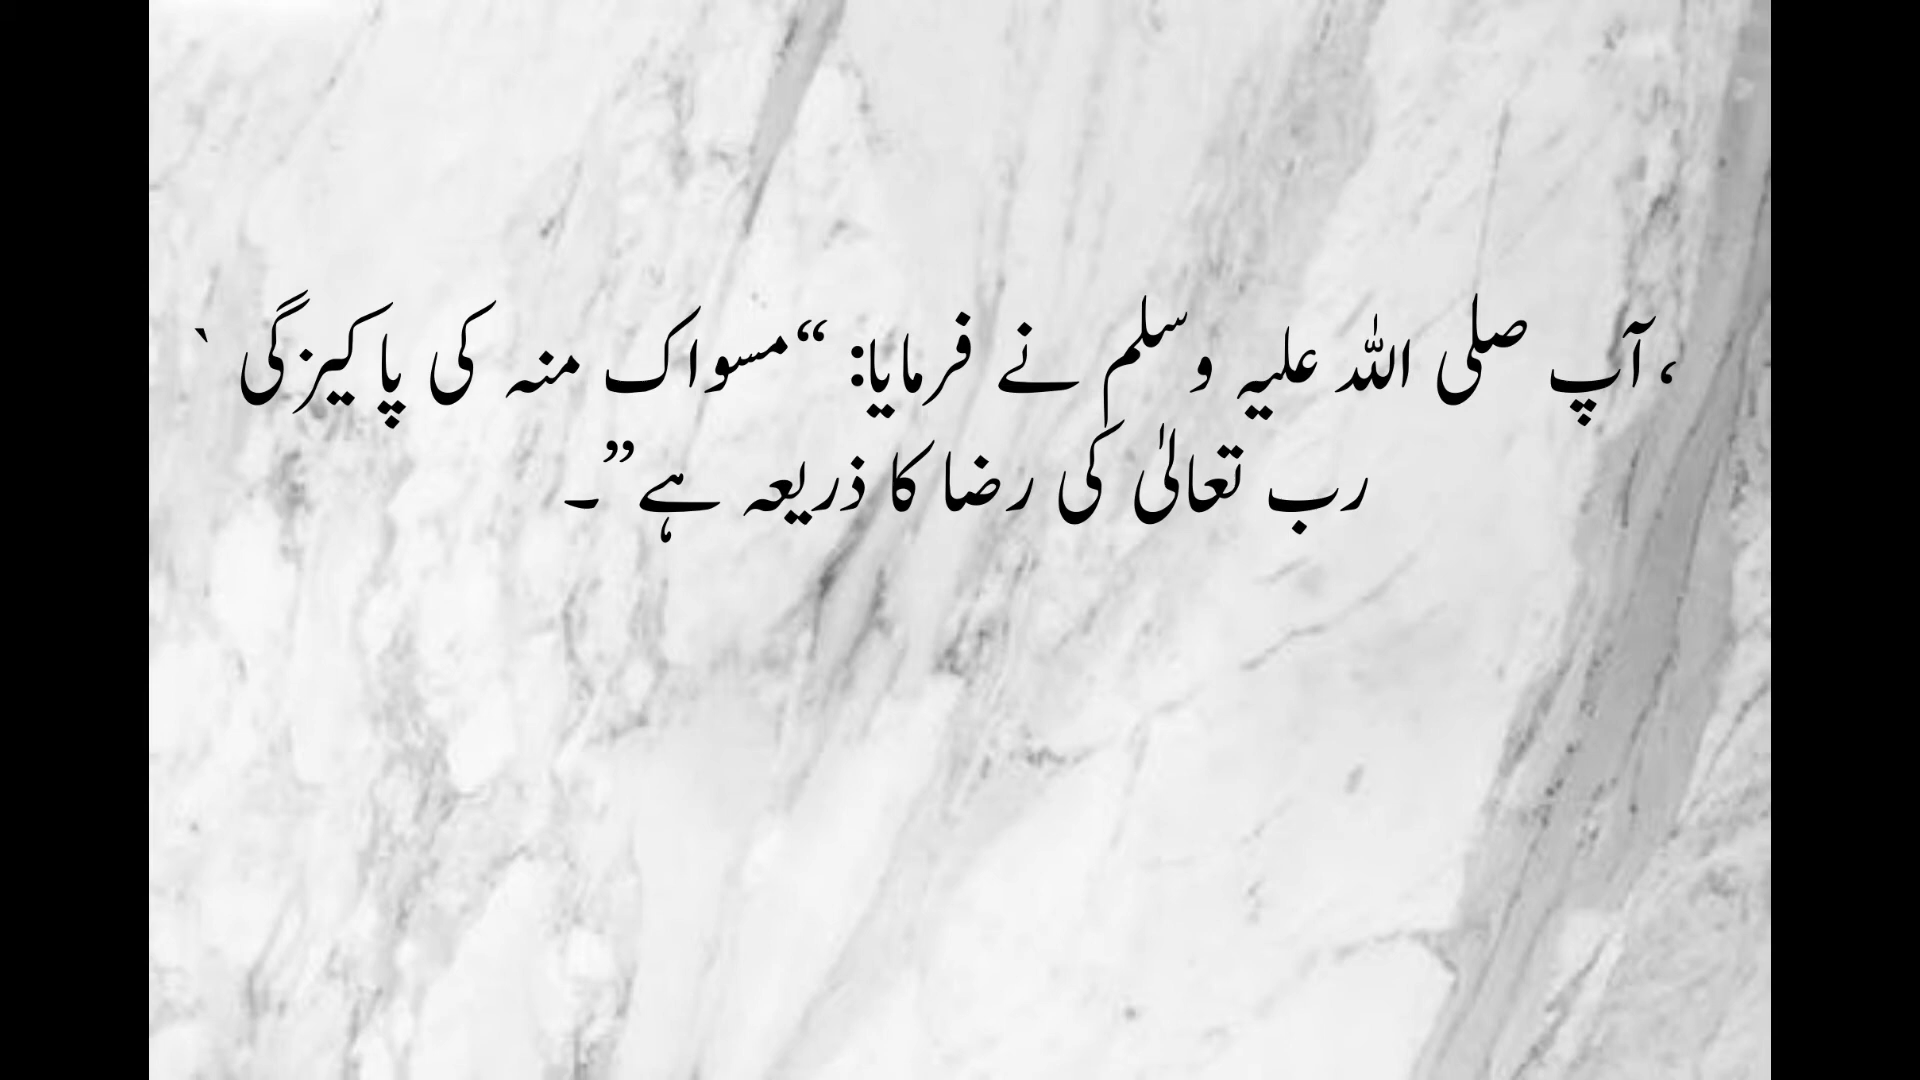 ،آپ صلی اللہ علیہ وسلم نے فرمایا: “مسواک منہ کی پاکیزگی `
رب تعالیٰ کی رضا کا ذریعہ ہے”۔